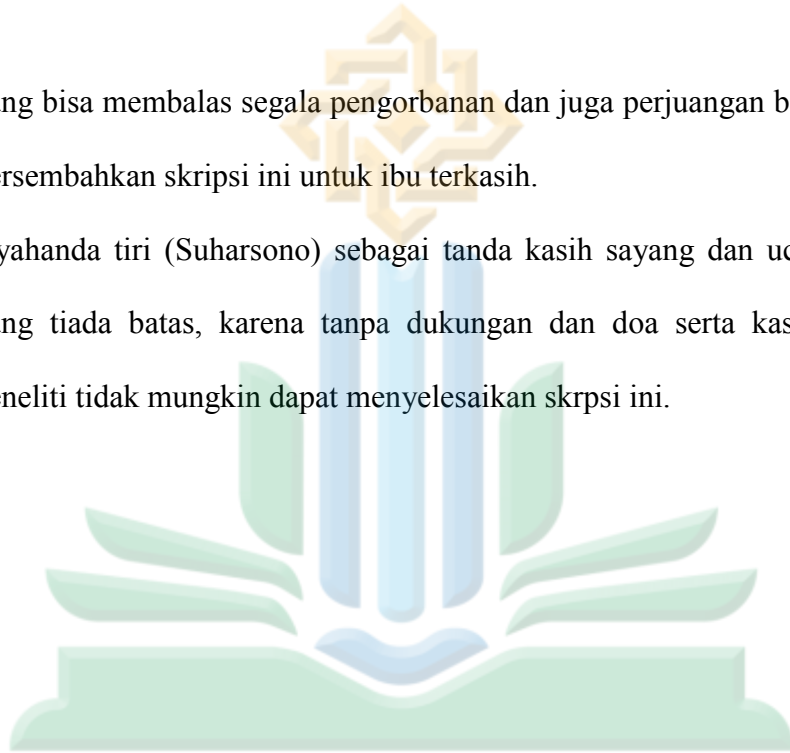 ang bisa membalas segala pengorbanan dan juga perjuangan b
ersembahkan skripsi ini untuk ibu terkasih.
yahanda tiri (Suharsono) sebagai tanda kasih sayang dan uc
ang tiada batas, karena tanpa dukungan dan doa serta kas
eneliti tidak mungkin dapat menyelesaikan skrpsi ini.